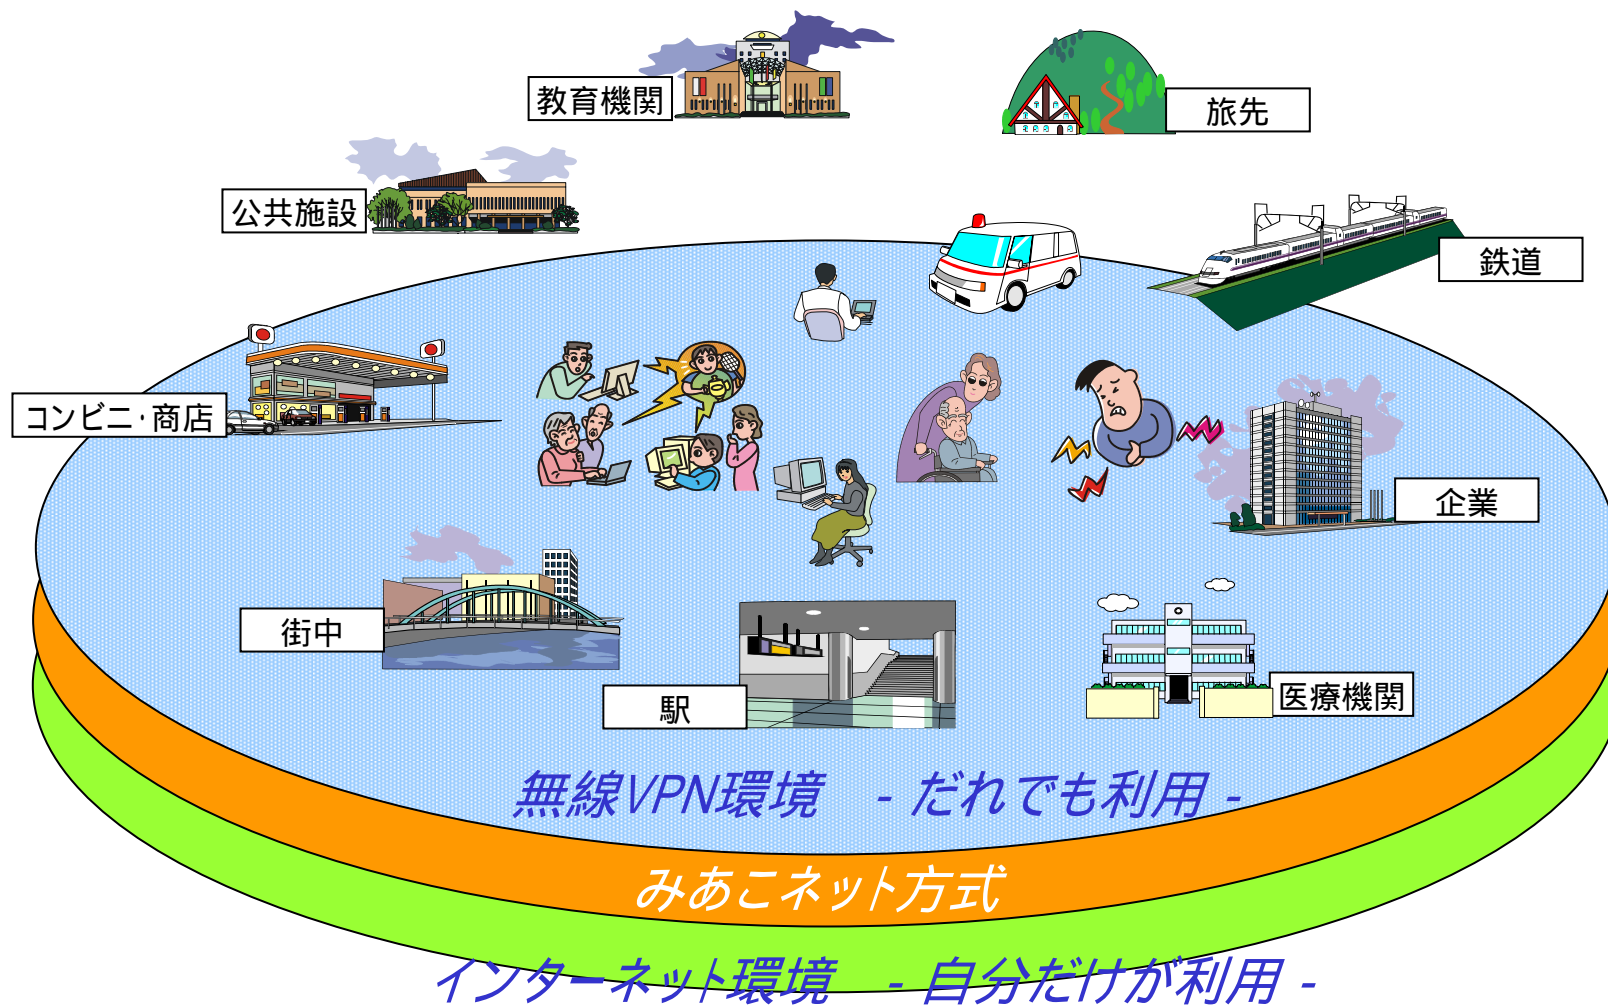 教育機関
旅先
公共施設
鉄道
コンビニ・商店
企業
街中
駅
医療機関
無線VPN環境　- だれでも利用 -
みあこネット方式
インターネット環境　- 自分だけが利用 -